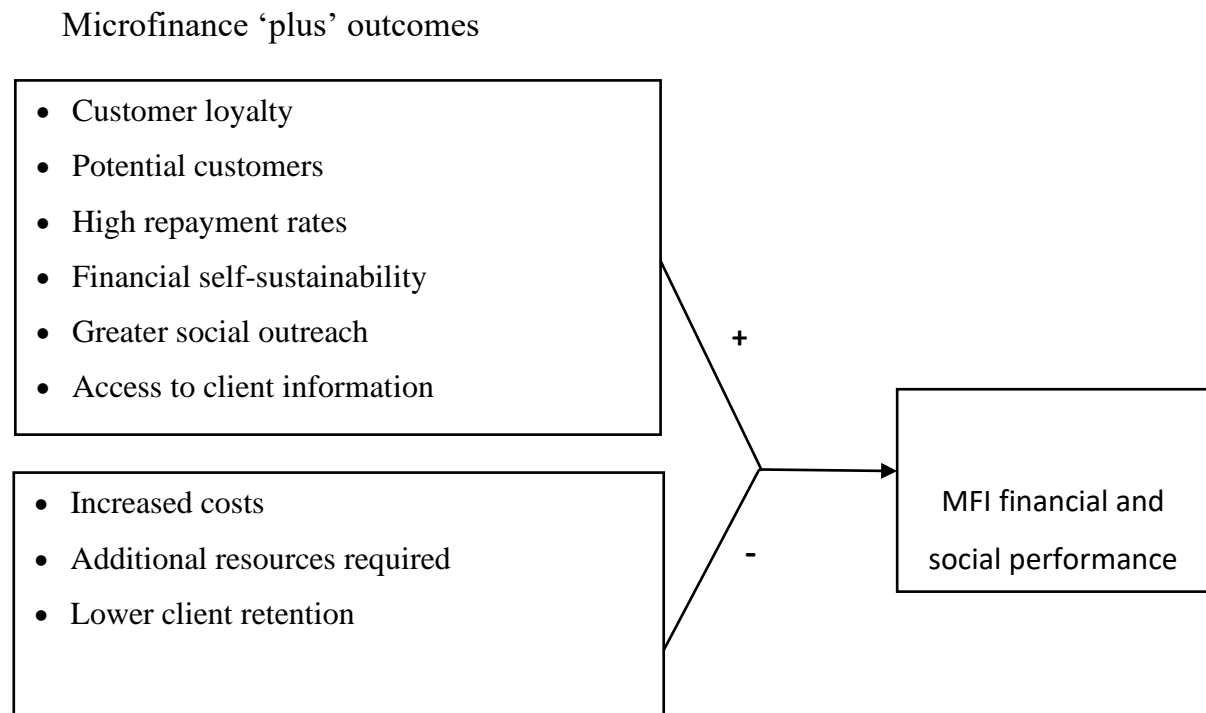 Microfinance ‘plus’ outcomes
• Customer loyalty
• Potential customers
• High repayment rates
• Financial self-sustainability
• Greater social outreach
• Access to client information
+
• Increased costs
• Additional resources required
• Lower client retention
-
MFI financial and
social performance